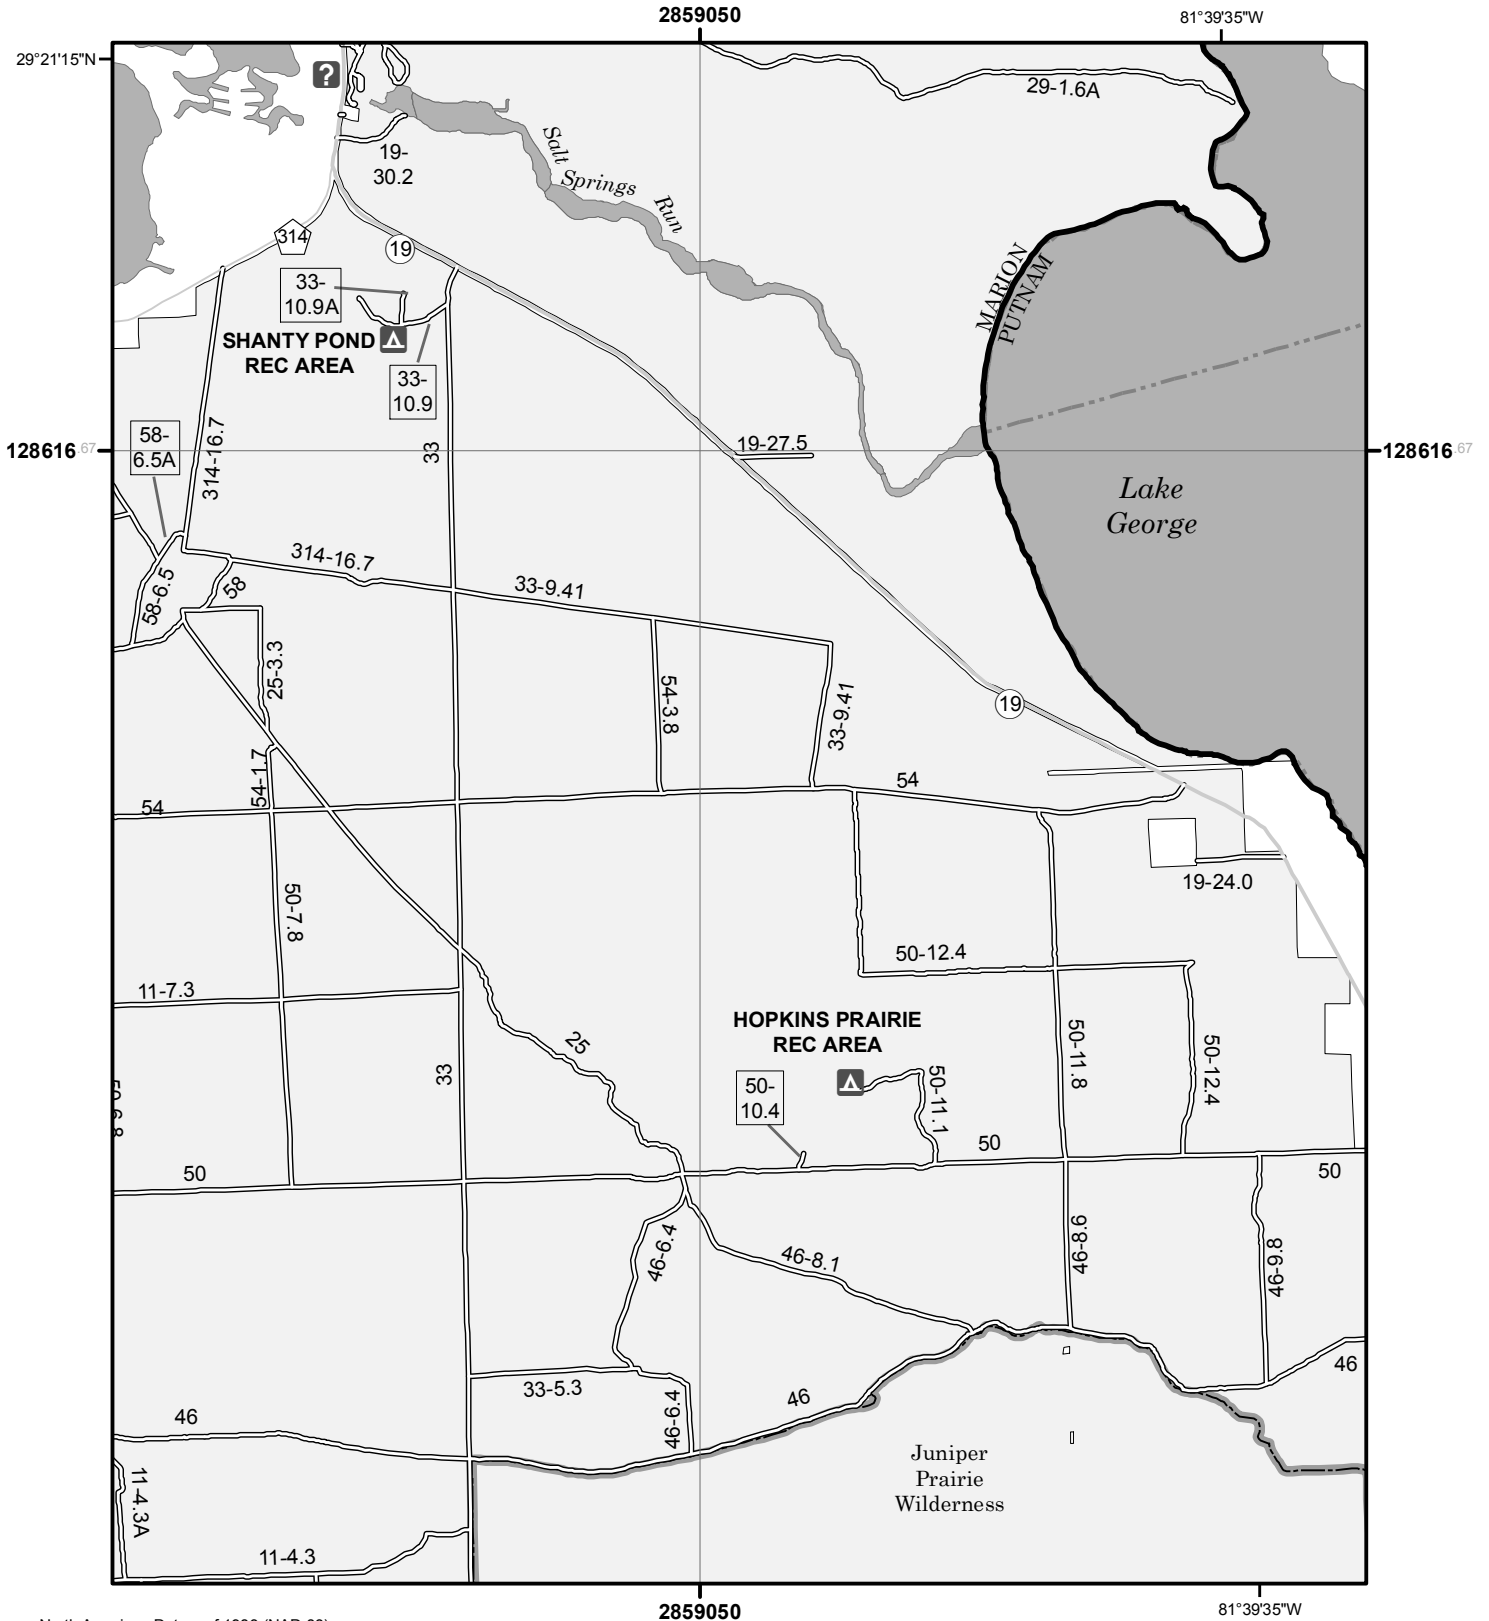 2859050
81°39'35"W
29°21'15"N
?
29-1.6A
19-
30.2
Salt
Springs
Run
314
19
33-
10.9A
MARION
PUTNAM
SHANTY POND
REC AREA
33-
10.9
58-
6.5A
314-16.7
33
19-27.5
128616.67
128616.67
Lake
George
314-16.7
33-9.41
58-6.5
58
25-3.3
54-3.8
33-9.41
19
54-1.7
54
54
19-24.0
50-7.8
50-12.4
11-7.3
HOPKINS PRAIRIE
REC AREA
25
33
50-
10.4
50-11.1
50-11.8
50-12.4
50
50
50
46-6.4
46-8.1
46-8.6
46-9.8
33-5.3
46-6.4
46
46
46
Juniper
Prairie
Wilderness
11-4.3A
11-4.3
2859050
81°39'35"W